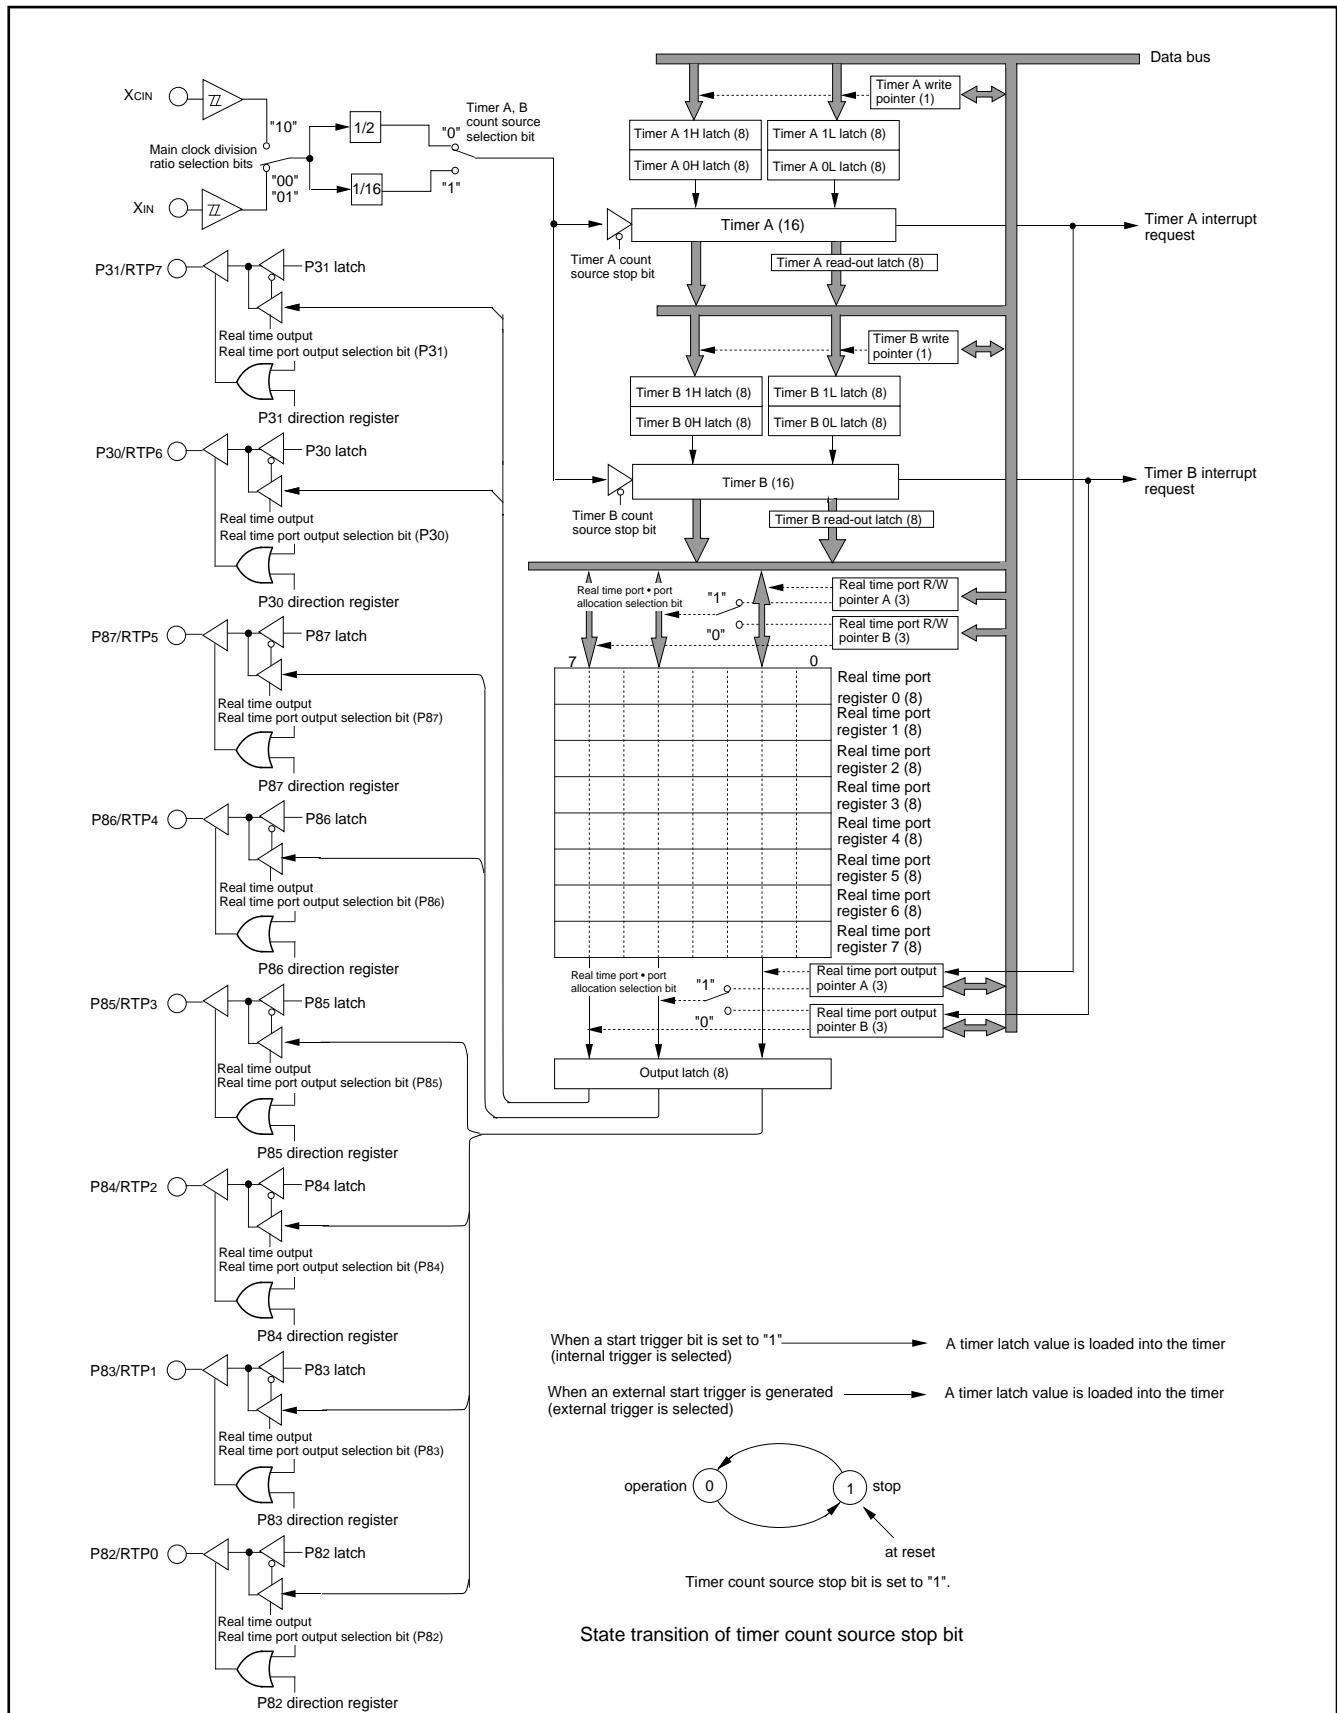 Data bus
XCIN
"10"
Main clock division
ratio selection bits
"00"
"01"
XIN
1/2
1/16
Timer A, B
count source
selection bit
"0"
"1"
Timer A write
pointer (1)
Timer A 1H latch (8)
Timer A 1L latch (8)
Timer A 0H latch (8)
Timer A 0L latch (8)
Timer A (16)
Timer A interrupt
request
Timer A count
source stop bit
Timer A read-out latch (8)
Timer B write
pointer (1)
Timer B 1H latch (8)
Timer B 1L latch (8)
Timer B 0H latch (8)
Timer B 0L latch (8)
Timer B (16)
Timer B interrupt
request
Timer B count
source stop bit
Timer B read-out latch (8)
Real time port • port
allocation selection bit
"1"
"0"
Real time port R/W
pointer A (3)
Real time port R/W
pointer B (3)
7
0
Real time port
register 0 (8)
Real time port
register 1 (8)
Real time port
register 2 (8)
Real time port
register 3 (8)
Real time port
register 4 (8)
Real time port
register 5 (8)
Real time port
register 6 (8)
Real time port
register 7 (8)
Real time port • port
allocation selection bit
"1"
"0"
Real time port output
pointer A (3)
Real time port output
pointer B (3)
Output latch (8)
P31/RTP7
P31 latch
Real time output
Real time port output selection bit (P31)
P31 direction register
P30/RTP6
P30 latch
Real time output
Real time port output selection bit (P30)
P30 direction register
P87/RTP5
P87 latch
Real time output
Real time port output selection bit (P87)
P87 direction register
P86/RTP4
P86 latch
Real time output
Real time port output selection bit (P86)
P86 direction register
P85/RTP3
P85 latch
Real time output
Real time port output selection bit (P85)
P85 direction register
P84/RTP2
P84 latch
Real time output
Real time port output selection bit (P84)
P84 direction register
P83/RTP1
P83 latch
Real time output
Real time port output selection bit (P83)
P83 direction register
P82/RTP0
P82 latch
Real time output
Real time port output selection bit (P82)
P82 direction register
When a start trigger bit is set to "1"
(internal trigger is selected)
A timer latch value is loaded into the timer
When an external start trigger is generated
(external trigger is selected)
A timer latch value is loaded into the timer
operation
0
1
stop
at reset
Timer count source stop bit is set to "1".
State transition of timer count source stop bit